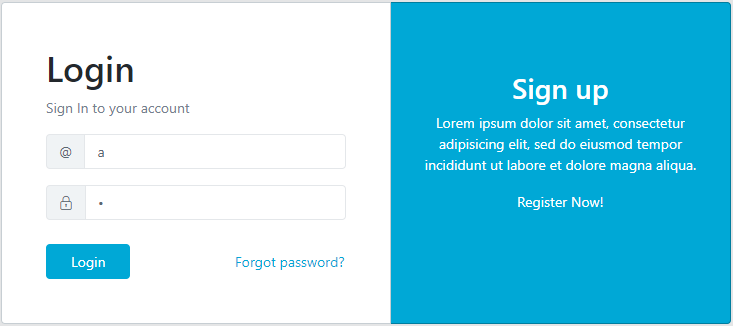 Login
Sign In to your account
@ a
•
Login
Forgot password?
Sign up
Lorem ipsum dolor sit amet, consectetur
adipisicing elit, sed do eiusmod tempor
incididunt ut labore et dolore magna aliqua.
Register Now!